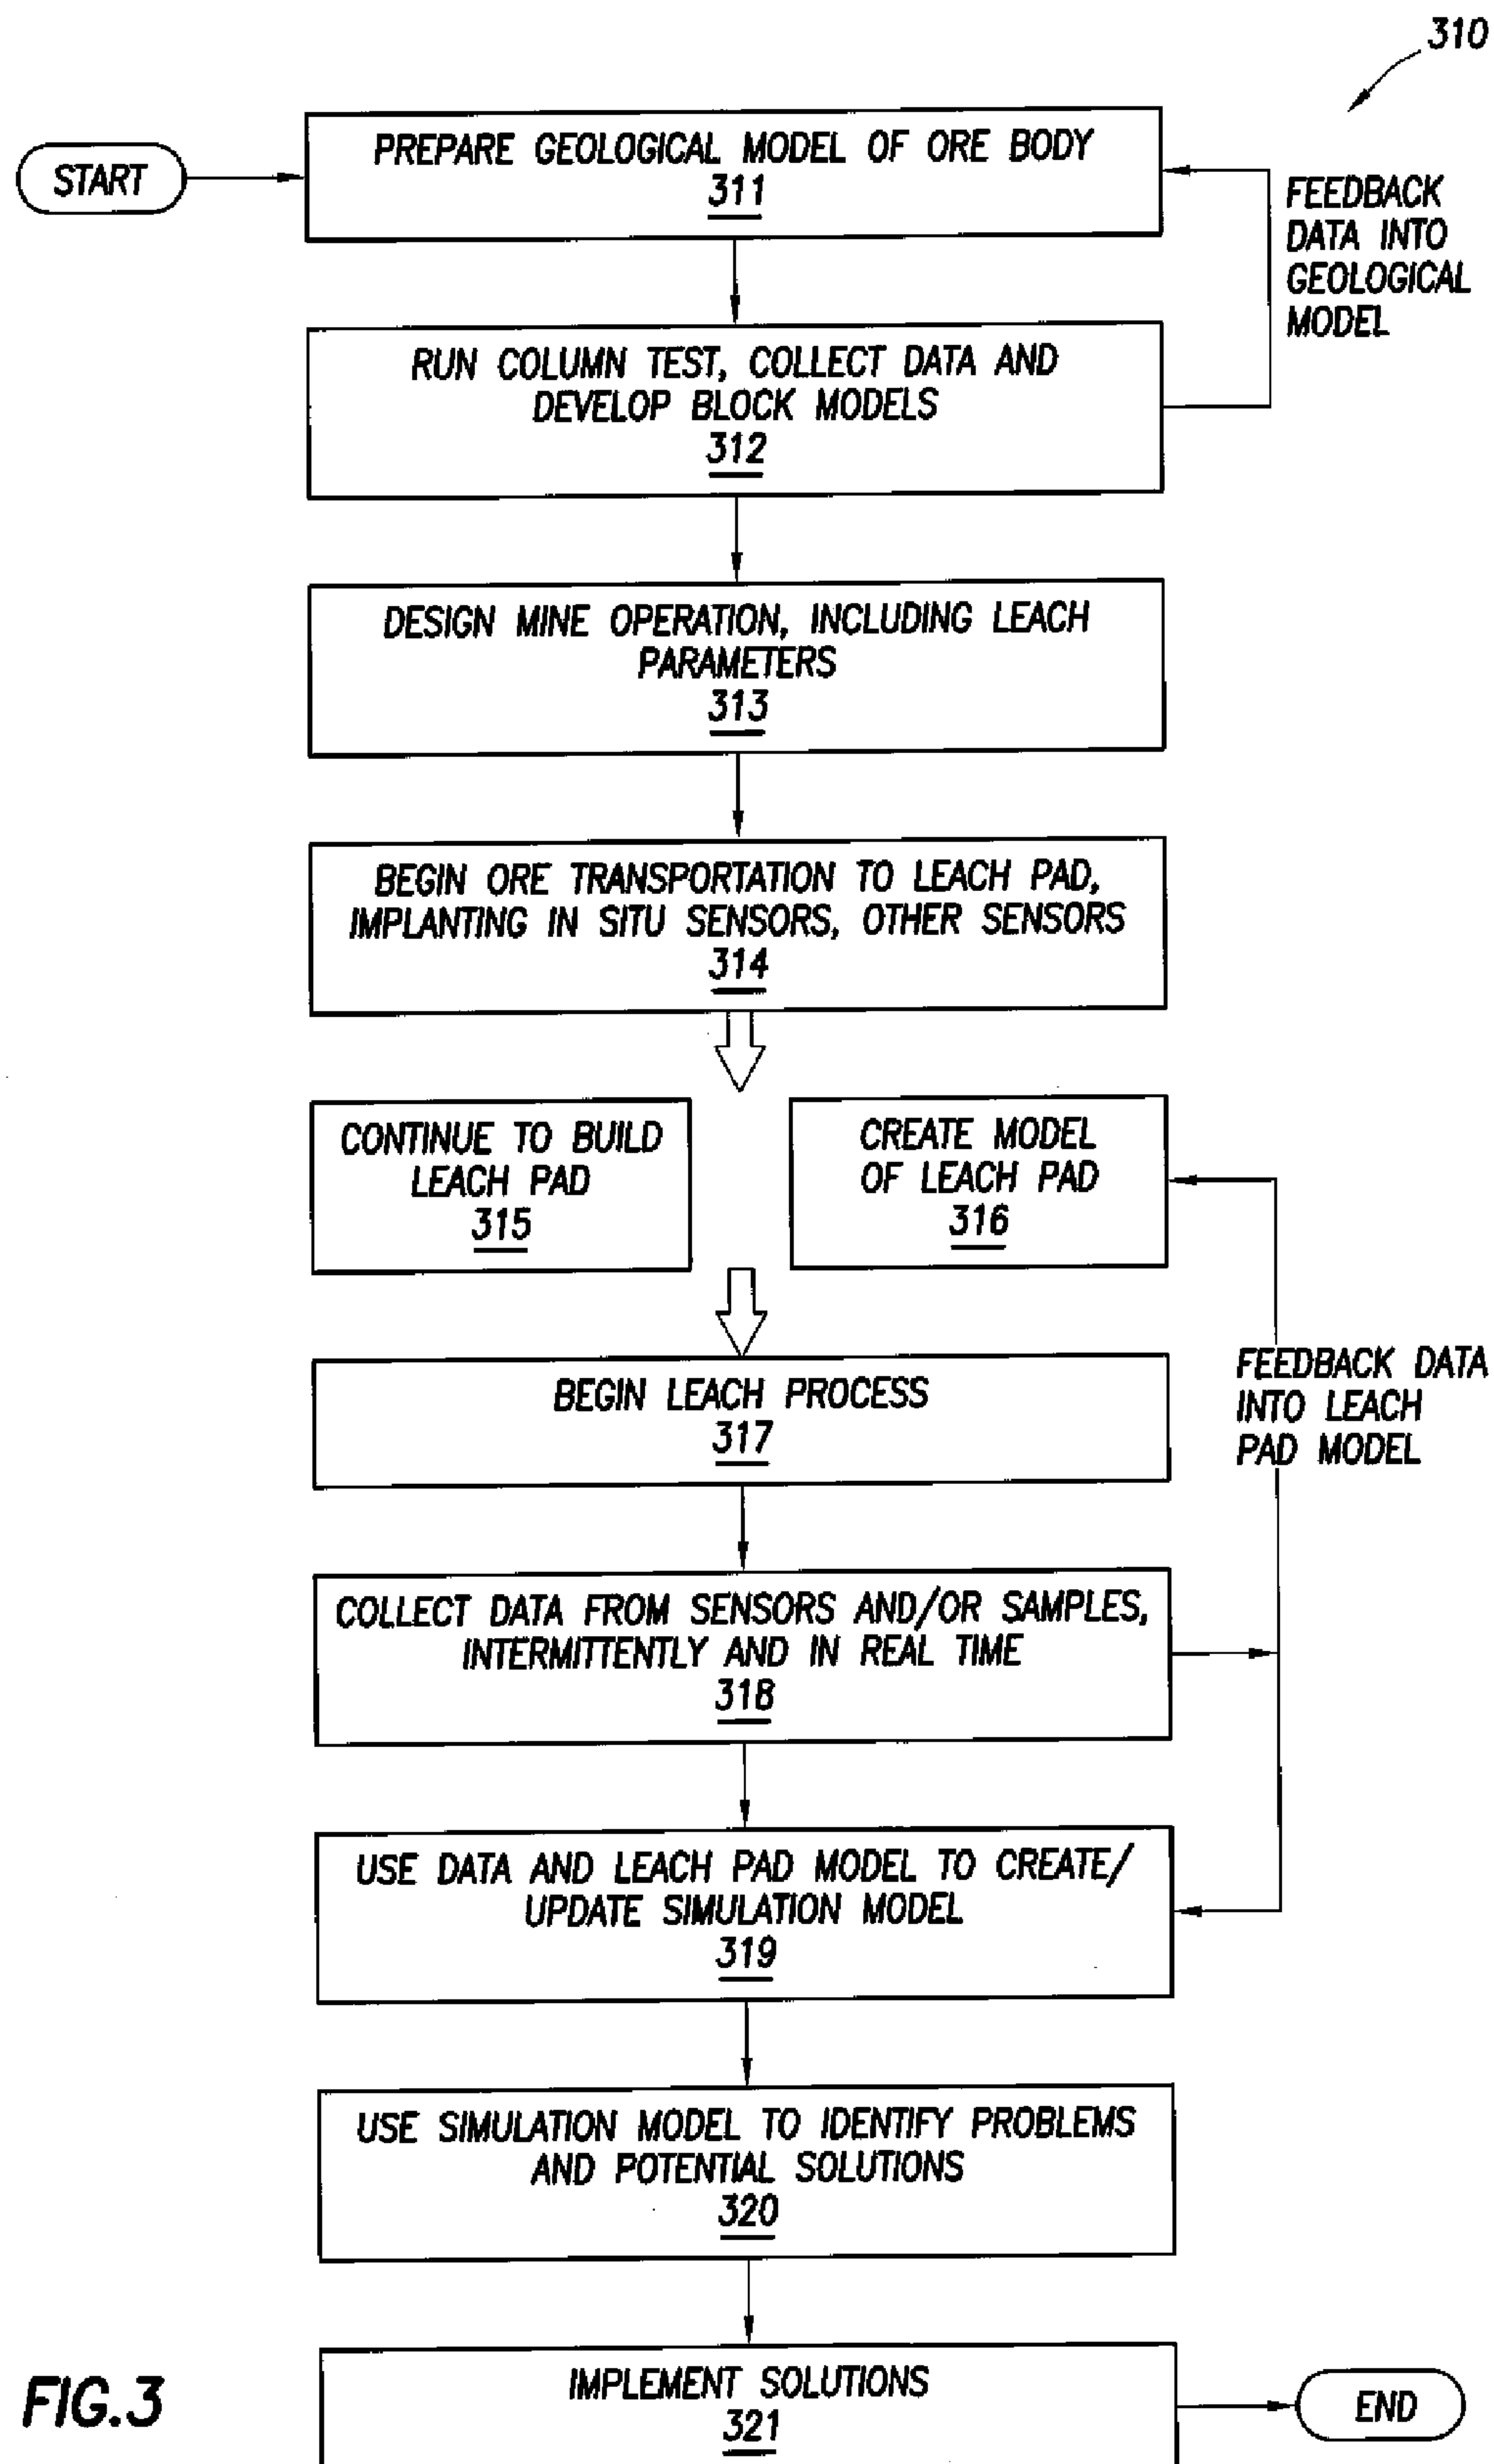 310
START
PREPARE GEOLOGICAL MODEL OF ORE BODY
311
FEEDBACK
DATA INTO
GEOLOGICAL
MODEL
RUN COLUMN TEST, COLLECT DATA AND
DEVELOP BLOCK MODELS
312
DESIGN MINE OPERATION, INCLUDING LEACH
PARAMETERS
313
BEGIN ORE TRANSPORTATION TO LEACH PAD,
IMPLANTING IN SITU SENSORS, OTHER SENSORS
314
CONTINUE TO BUILD
LEACH PAD
315
CREATE MODEL
OF LEACH PAD
316
FEEDBACK DATA
INTO LEACH
PAD MODEL
BEGIN LEACH PROCESS
317
COLLECT DATA FROM SENSORS AND/OR SAMPLES,
INTERMITTENTLY AND IN REAL TIME
318
USE DATA AND LEACH PAD MODEL TO CREATE/
UPDATE SIMULATION MODEL
319
USE SIMULATION MODEL TO IDENTIFY PROBLEMS
AND POTENTIAL SOLUTIONS
320
IMPLEMENT SOLUTIONS
321
END
FIG.3